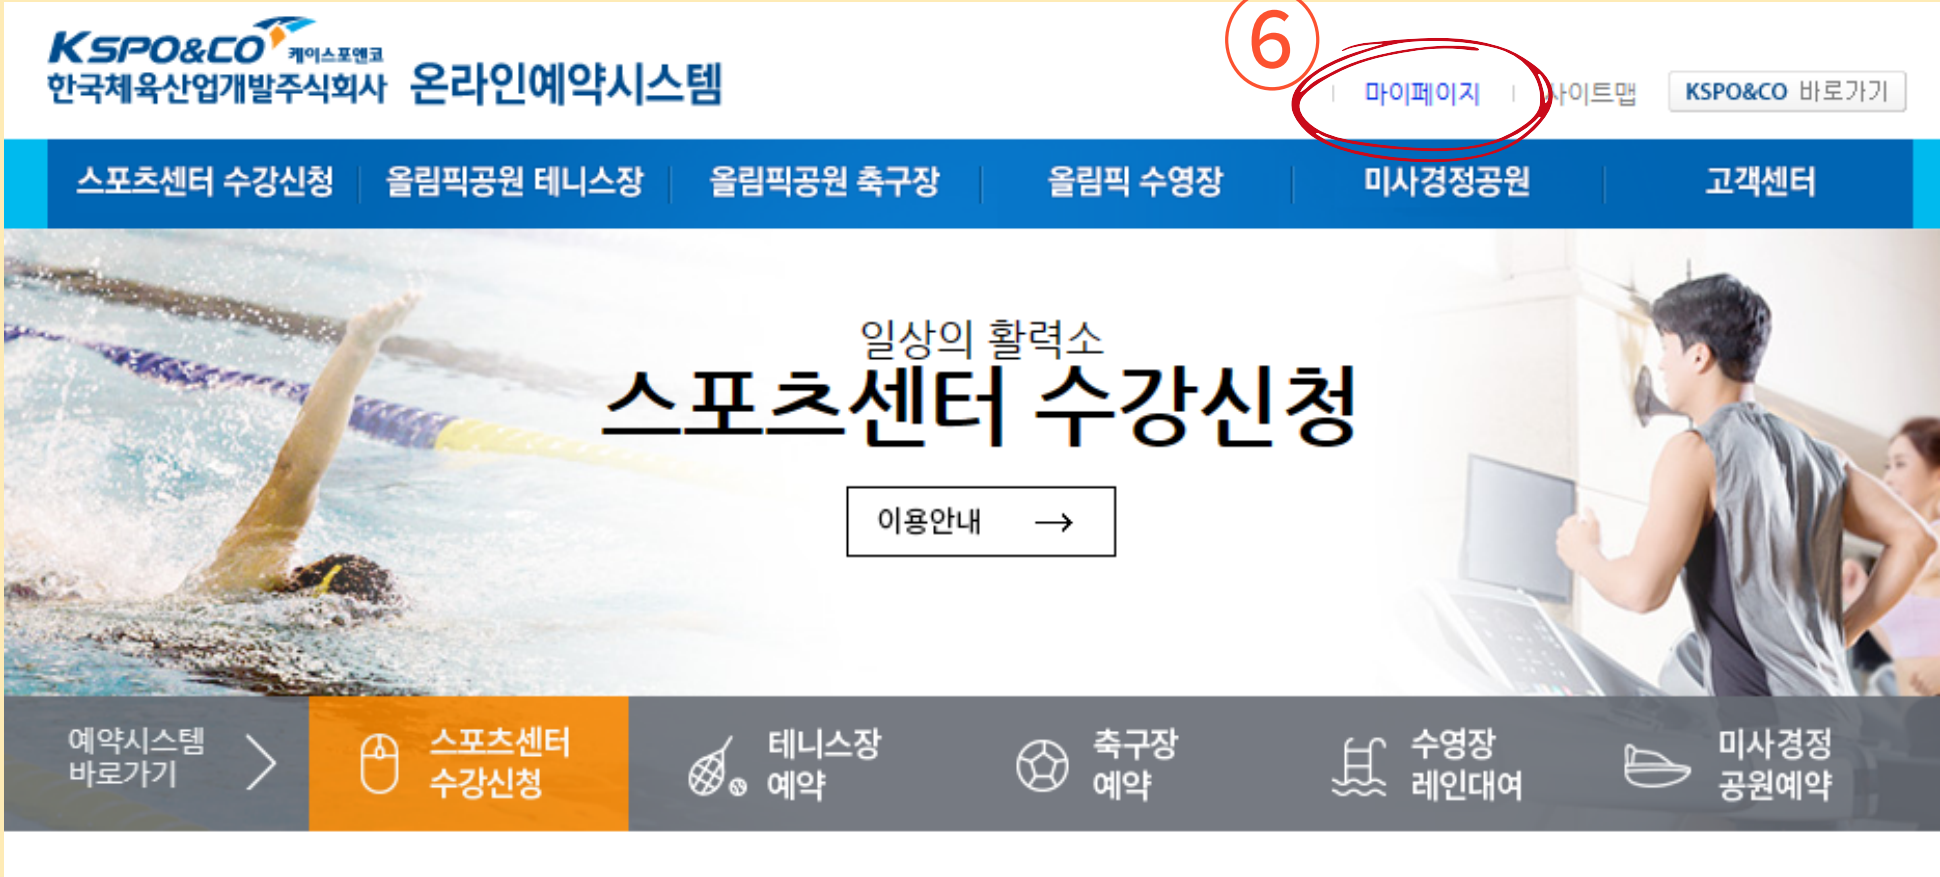 ⑥
KSPO&CO 케이스포앤코
한국체육산업개발주식회사 온라인예약시스템
마이페이지 사이트맵 KSPO&CO 바로가기
스포츠센터 수강신청 올림픽공원 테니스장 올림픽공원 축구장 올림픽 수영장 미사경정공원 고객센터
일상의 활력소
스포츠센터 수강신청
이용안내 →
예약시스템
바로가기
스포츠센터
수강신청
테니스장
예약
축구장
예약
수영장
레인대여
미사경정
공원예약